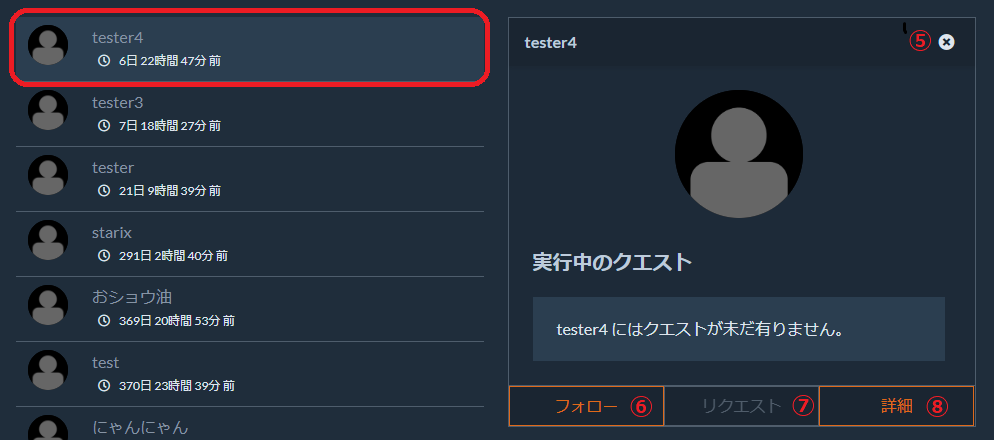 tester4
6日 22時間 47分 前
tester3
7日 18時間 27分 前
tester
21日 9時間 39分 前
starix
291日 2時間 40分 前
おショウ油
369日 20時間 53分 前
test
370日 23時間 39分 前
にゃんにゃん
tester4 ⑤
実行中のクエスト
tester4 にはクエストが未だ有りません。
フォロー ⑥ リクエスト ⑦ 詳細 ⑧